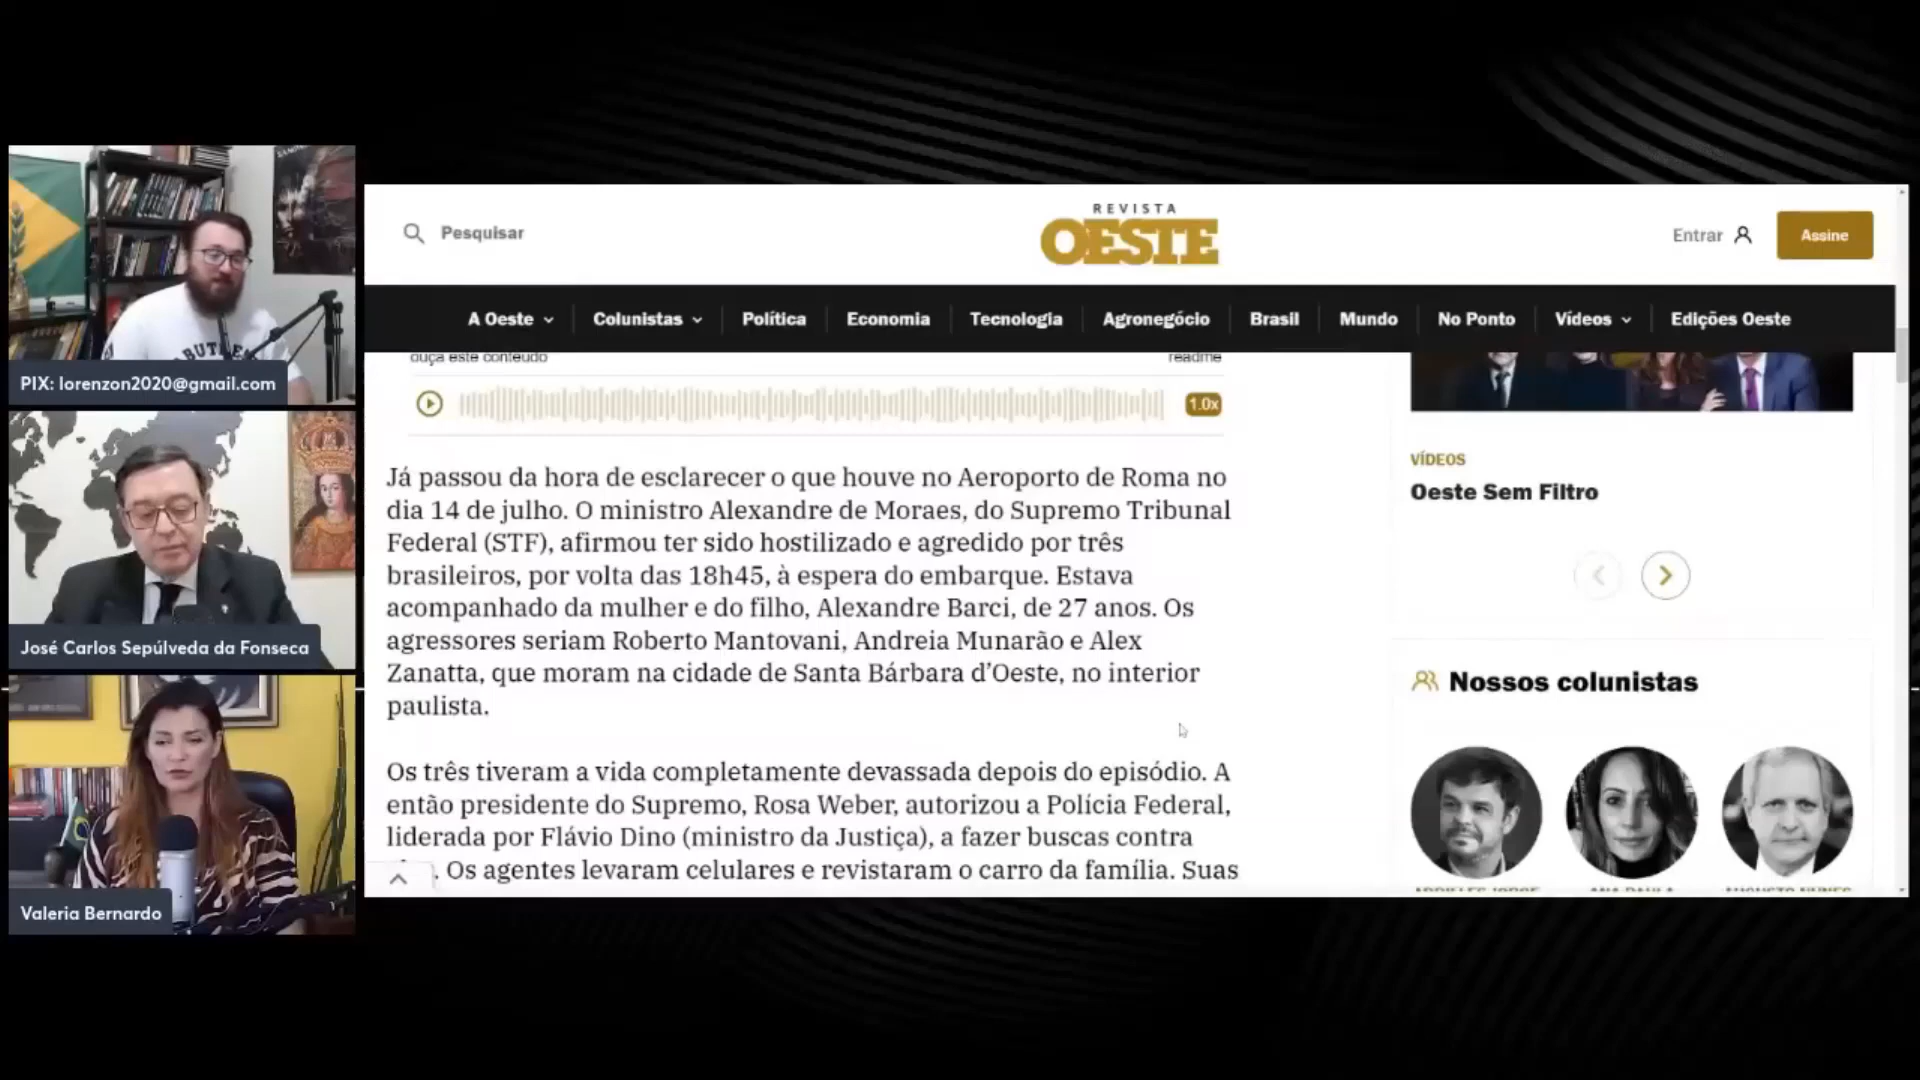 PIX: lorenzon2020@gmail.com
José Carlos Sepúlveda da Fonseca
Valeria Bernardo
Pesquisar
REVISTA
OESTE
Entrar
Assine
A Oeste
Colunistas
Política
Economia
Tecnologia
Agronegócio
Brasil
Mundo
No Ponto
Vídeos
Edições Oeste
ouça este conteúdo
readme
1.0x
Já passou da hora de esclarecer o que houve no Aeroporto de Roma no
dia 14 de julho. O ministro Alexandre de Moraes, do Supremo Tribunal
Federal (STF), afirmou ter sido hostilizado e agredido por três
brasileiros, por volta das 18h45, à espera do embarque. Estava
acompanhado da mulher e do filho, Alexandre Barci, de 27 anos. Os
agressores seriam Roberto Mantovani, Andreia Munarão e Alex
Zanatta, que moram na cidade de Santa Bárbara d’Oeste, no interior
paulista.
Os três tiveram a vida completamente devassada depois do episódio. A
então presidente do Supremo, Rosa Weber, autorizou a Polícia Federal,
liderada por Flávio Dino (ministro da Justiça), a fazer buscas contra
. Os agentes levaram celulares e revistaram o carro da família. Suas
VÍDEOS
Oeste Sem Filtro
Nossos colunistas